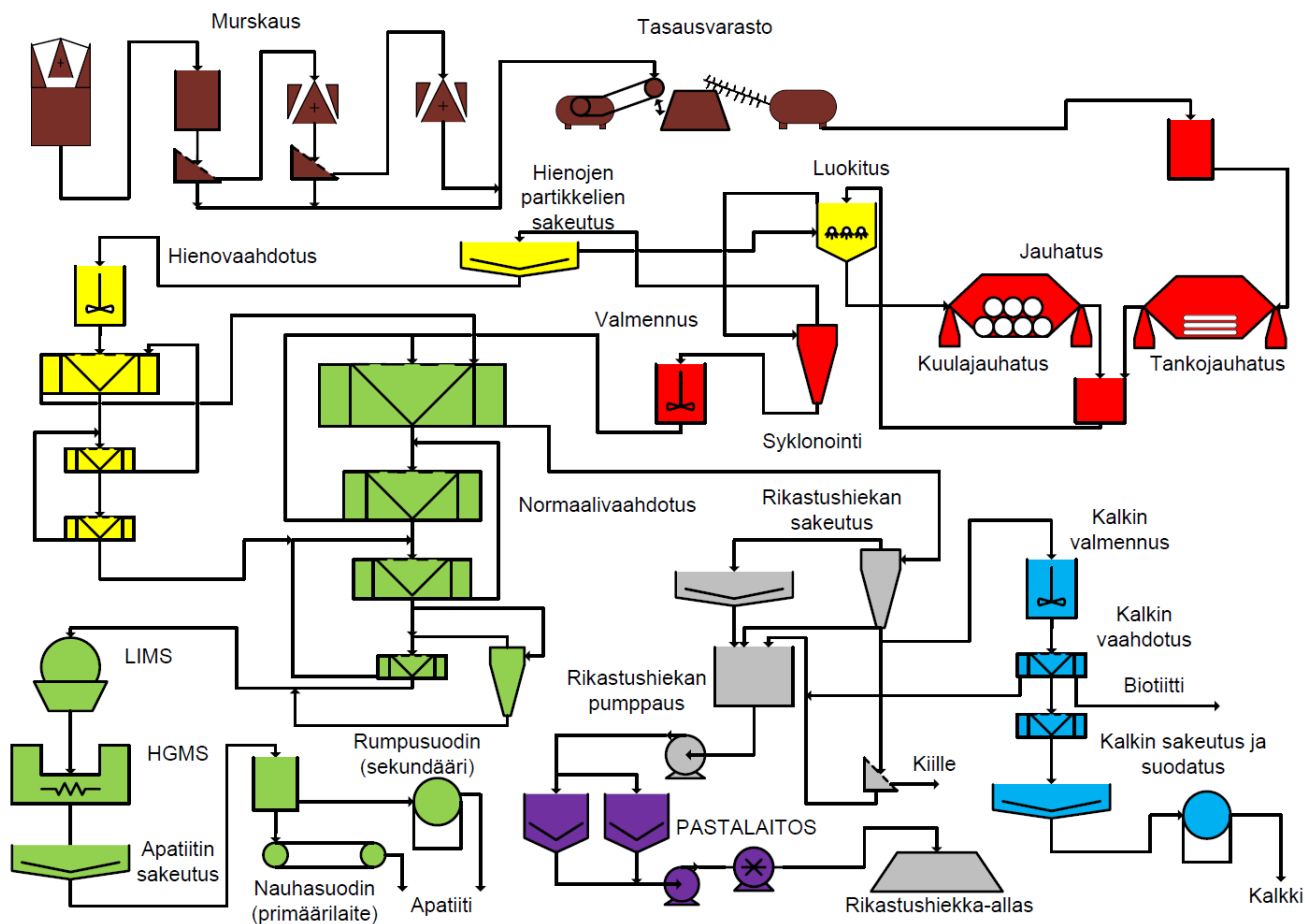 Murskaus
Tasausvarasto
Hienojen
partikkelien
sakeutus
Luokitus
Hienovaahdotus
Jauhatus
Valmennus
Kuulajauhatus
Tankojauhatus
Syklonointi
Normaalivaahdotus
Rikastushiekan
sakeutus
Kalkin
valmennus
Kalkin
vaahdotus
LIMS
Rikastushiekan
pumppaus
Biotiitti
HGMS
Rumpusuodin
(sekundääri)
Kalkin sakeutus ja
suodatus
Kiille
PASTALAITOS
Apatiitin
sakeutus
Nauhasuodin
(primäärilaite)
Apatiiti
Rikastushiekka-allas
Kalkki